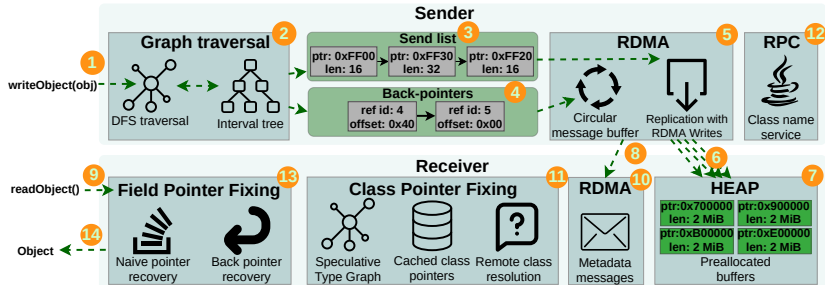 Sender
1
writeObject(obj)
Graph traversal
2
DFS traversal
Interval tree
Send list
3
ptr: 0xFF00
len: 16
ptr: 0xFF30
len: 32
ptr: 0xFF20
len: 16
Back-pointers
4
ref id: 4
offset: 0x40
ref id: 5
offset: 0x00
RDMA
5
Circular
message buffer
Replication with
RDMA Writes
RPC
12
Class name
service
8
6
Receiver
9
readObject()
14
Object
Field Pointer Fixing
13
Naive pointer
recovery
Back pointer
recovery
Class Pointer Fixing
11
Speculative
Type Graph
Cached class
pointers
Remote class
resolution
RDMA
10
Metadata
messages
HEAP
7
ptr:0x700000
len: 2 MiB
ptr:0x900000
len: 2 MiB
ptr:0xB00000
len: 2 MiB
ptr:0xE00000
len: 2 MiB
Preallocated
buffers